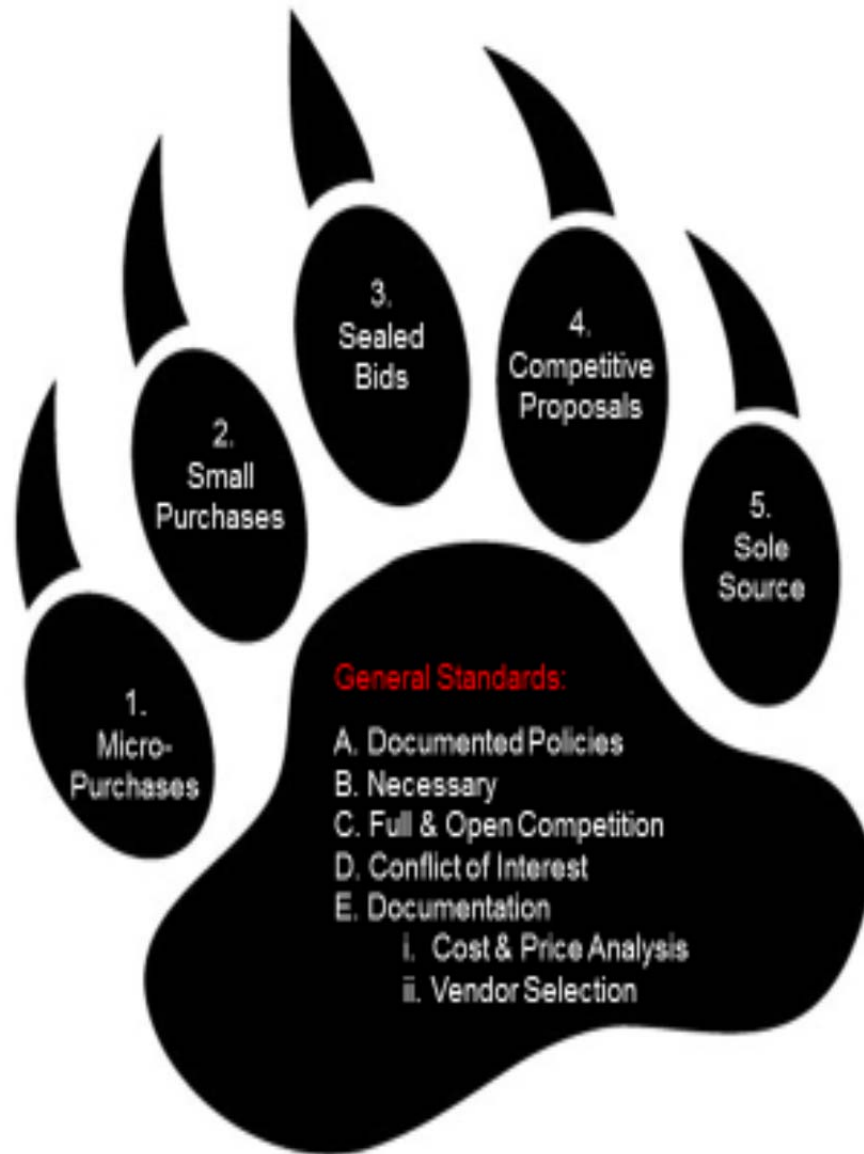 1.
Micro-
Purchases
2.
Small
Purchases
3.
Sealed
Bids
4.
Competitive
Proposals
5.
Sole
Source
General Standards:
A. Documented Policies
B. Necessary
C. Full & Open Competition
D. Conflict of Interest
E. Documentation
i. Cost & Price Analysis
ii. Vendor Selection